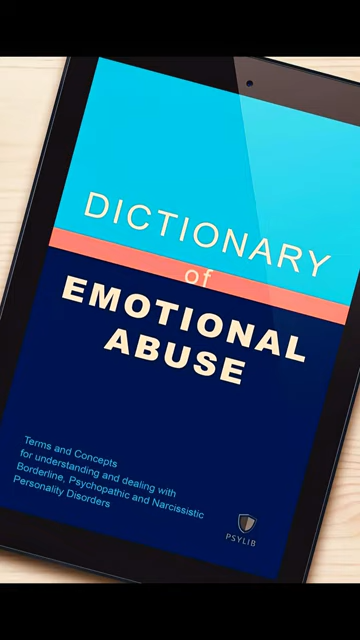 DICTIONARY
of
EMOTIONAL
ABUSE
Terms and Concepts
for understanding and dealing with
Borderline, Psychopathic and Narcissistic
Personality Disorders
PSYLIB